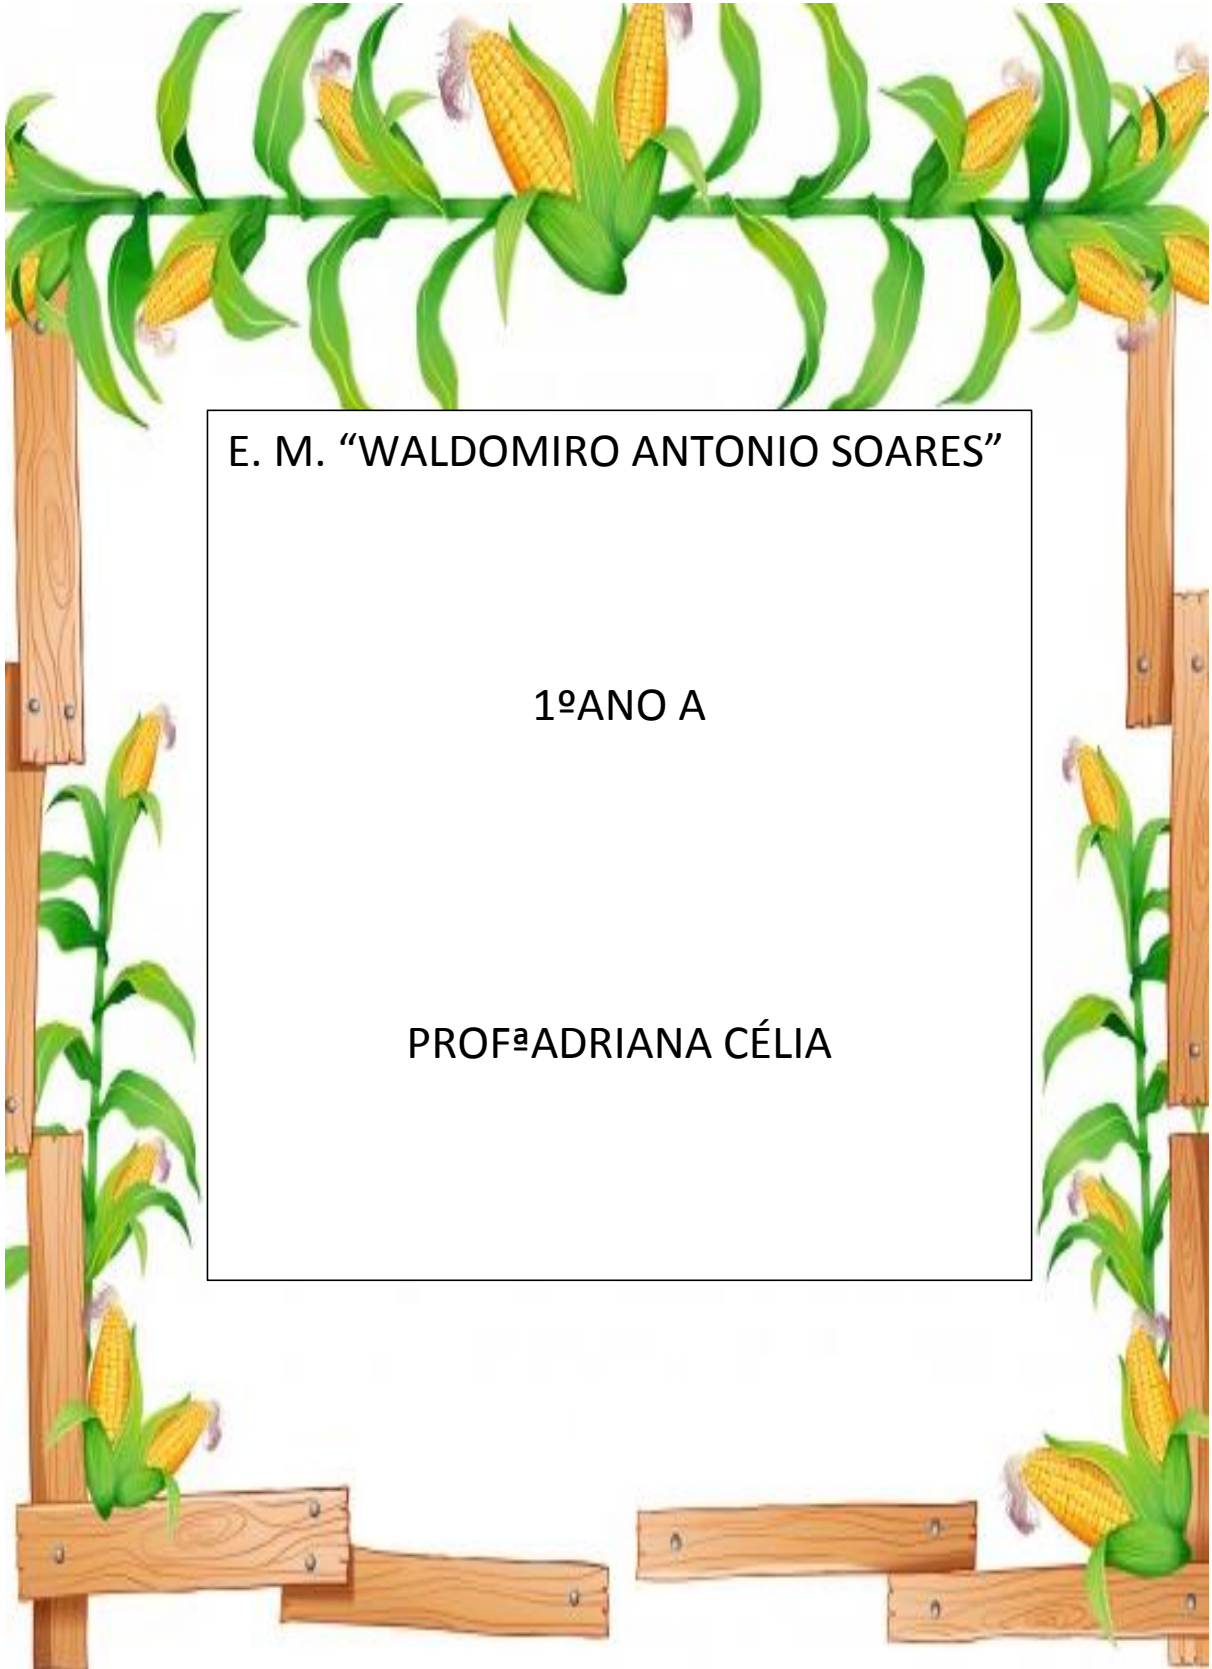 E. M. “WALDOMIRO ANTONIO SOARES”
1ºANO A
PROFªADRIANA CÉLIA